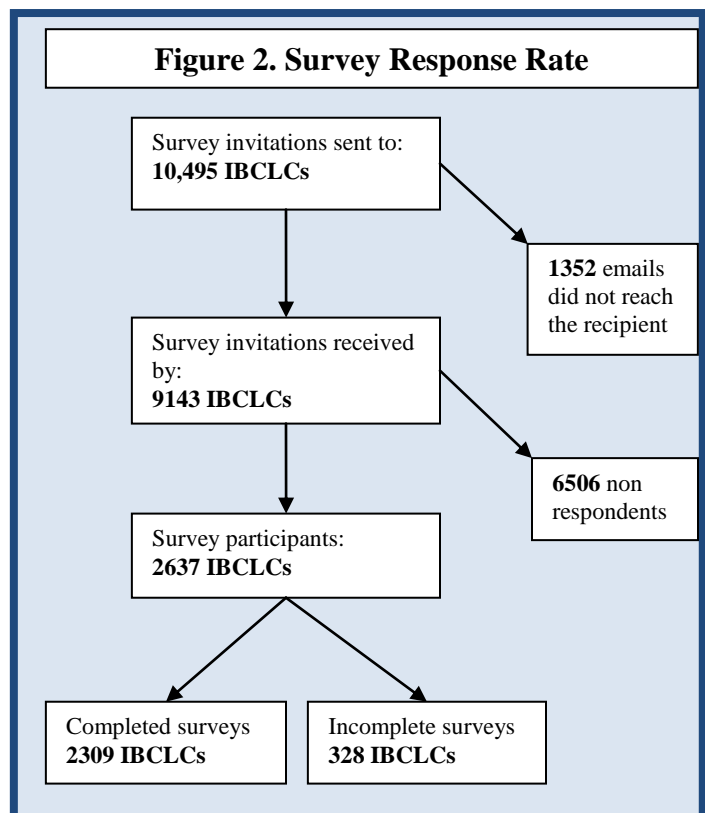 Figure 2. Survey Response Rate
Survey invitations sent to:
10,495 IBCLCs
1352 emails
did not reach
the recipient
Survey invitations received
by:
9143 IBCLCs
6506 non
respondents
Survey participants:
2637 IBCLCs
Completed surveys
2309 IBCLCs
Incomplete surveys
328 IBCLCs